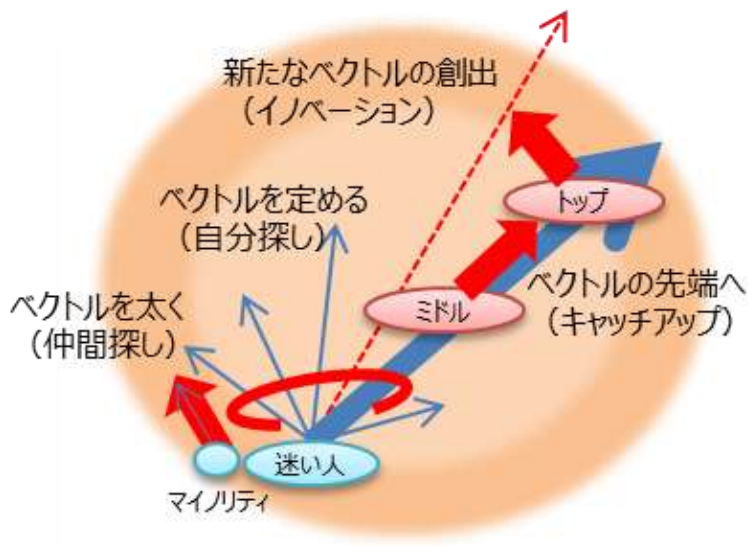 新たなベクトルの創出
（イノベーション）
トップ
ベクトルを定める
（自分探し）
ベクトルの先端へ
（キャッチアップ）
ミドル
ベクトルを太く
（仲間探し）
迷い人
マイノリティ